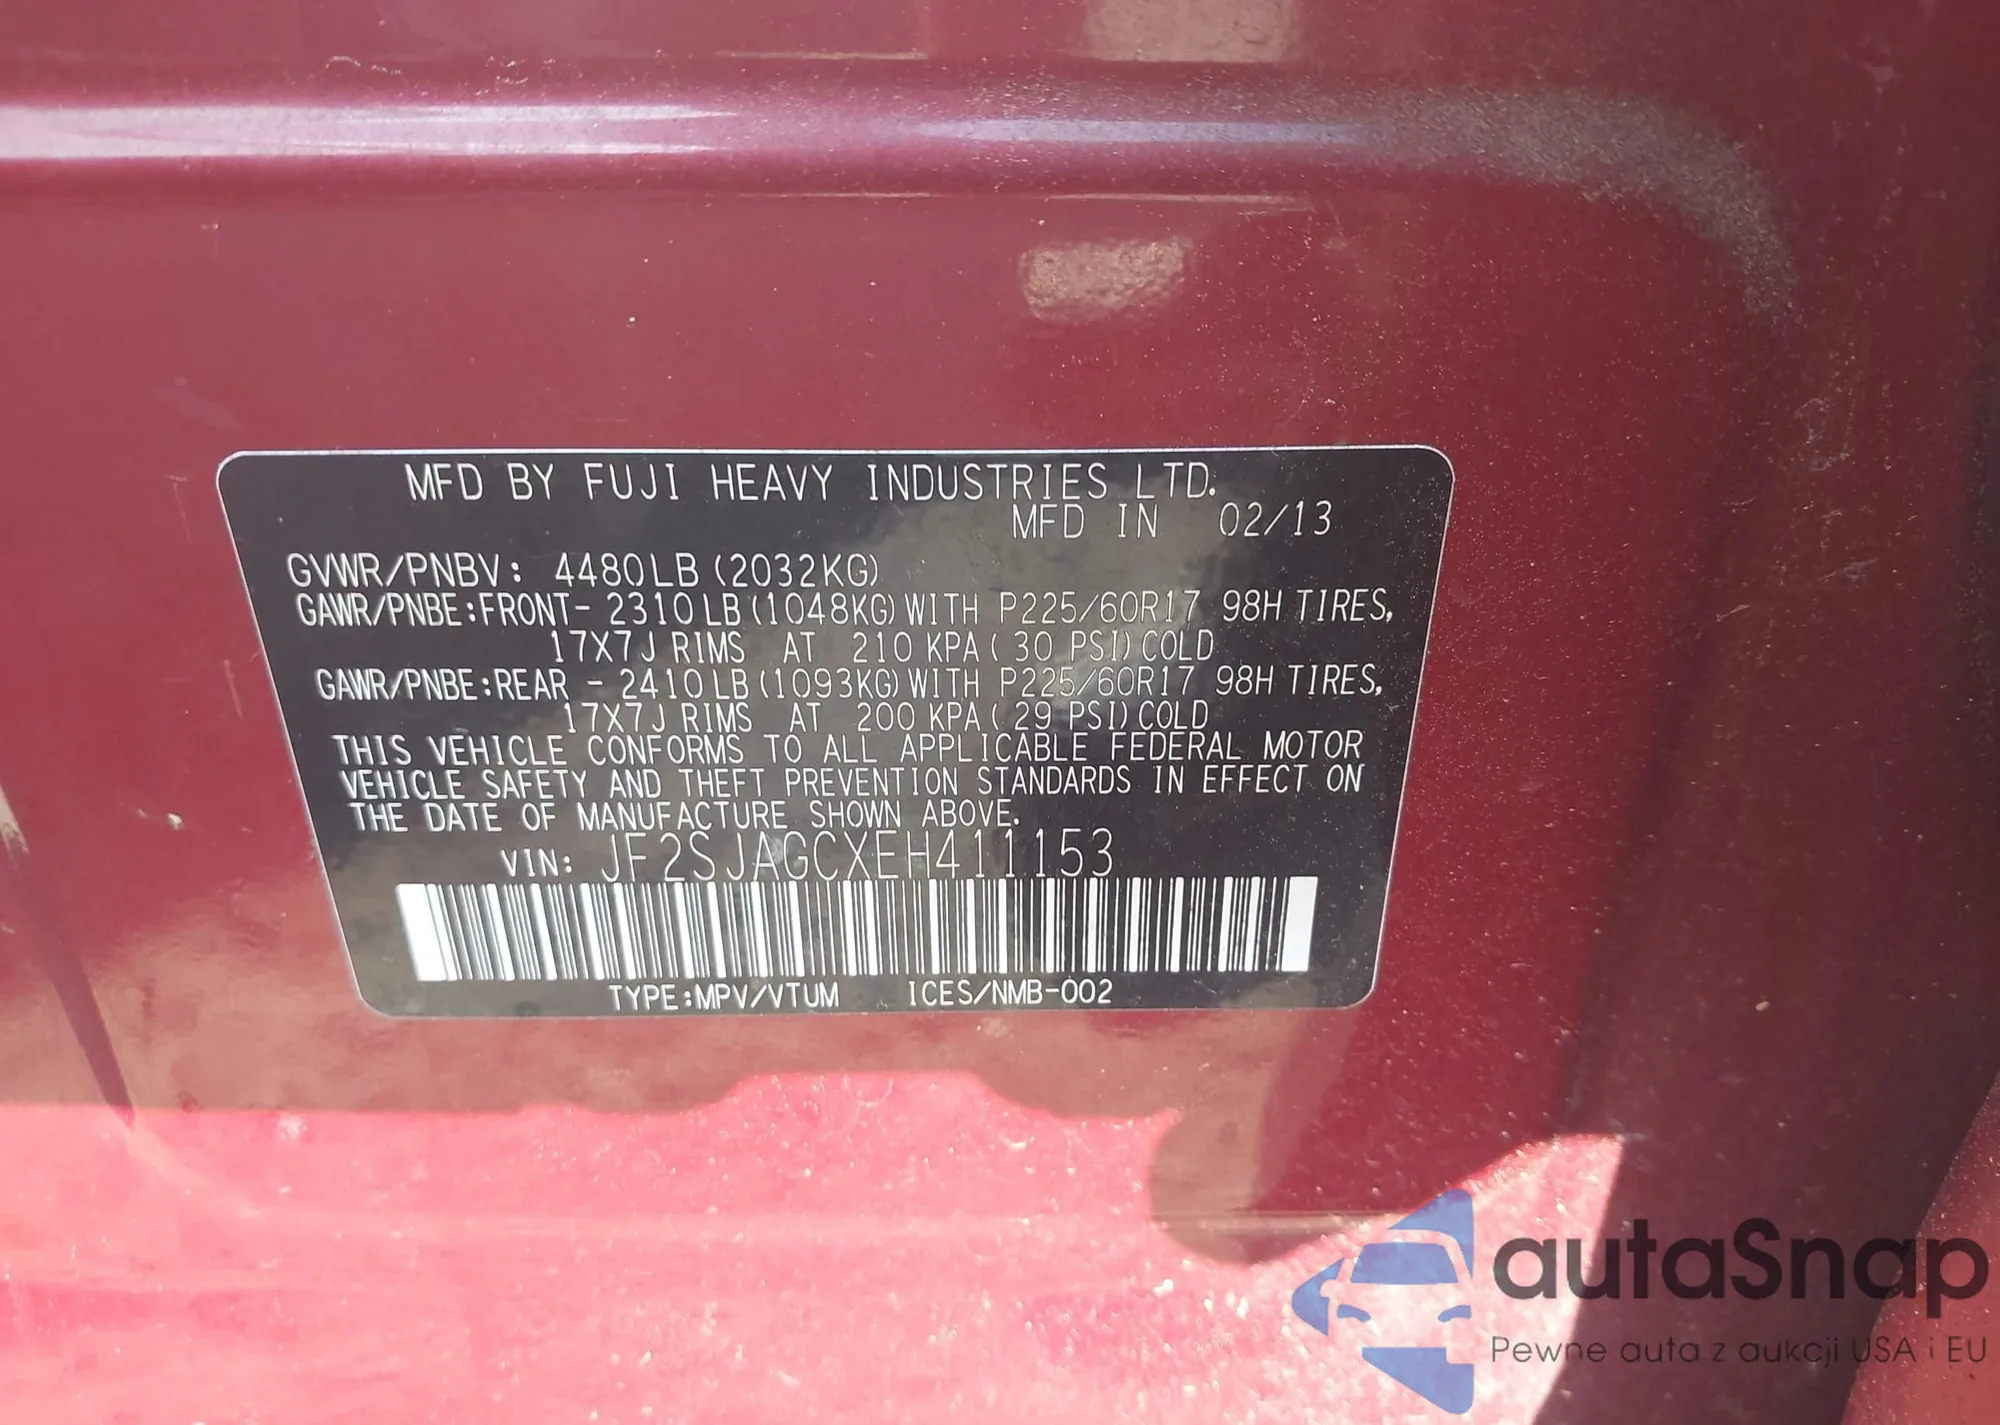 MFD BY FUJI HEAVY INDUSTRIES LTD.
MFD IN 02/13
GVWR/PNBV: 4480LB(2032KG)
GAWR/PNBE:FRONT- 2310LB(1048KG)WITH P225/60R17 98H TIRES,
17X7J RIMS AT 210 KPA(30 PSI)COLD
GAWR/PNBE:REAR - 2410LB(1093KG)WITH P225/60R17 98H TIRES,
17X7J RIMS AT 200 KPA(29 PSI)COLD
THIS VEHICLE CONFORMS TO ALL APPLICABLE FEDERAL MOTOR
VEHICLE SAFETY AND THEFT PREVENTION STANDARDS IN EFFECT ON
THE DATE OF MANUFACTURE SHOWN ABOVE.
VIN: JF2SJAGCXEH411153
TYPE:MPV/VTUM ICES/NMB-002
autaSnap
Pewne auta z aukcji USA i EU